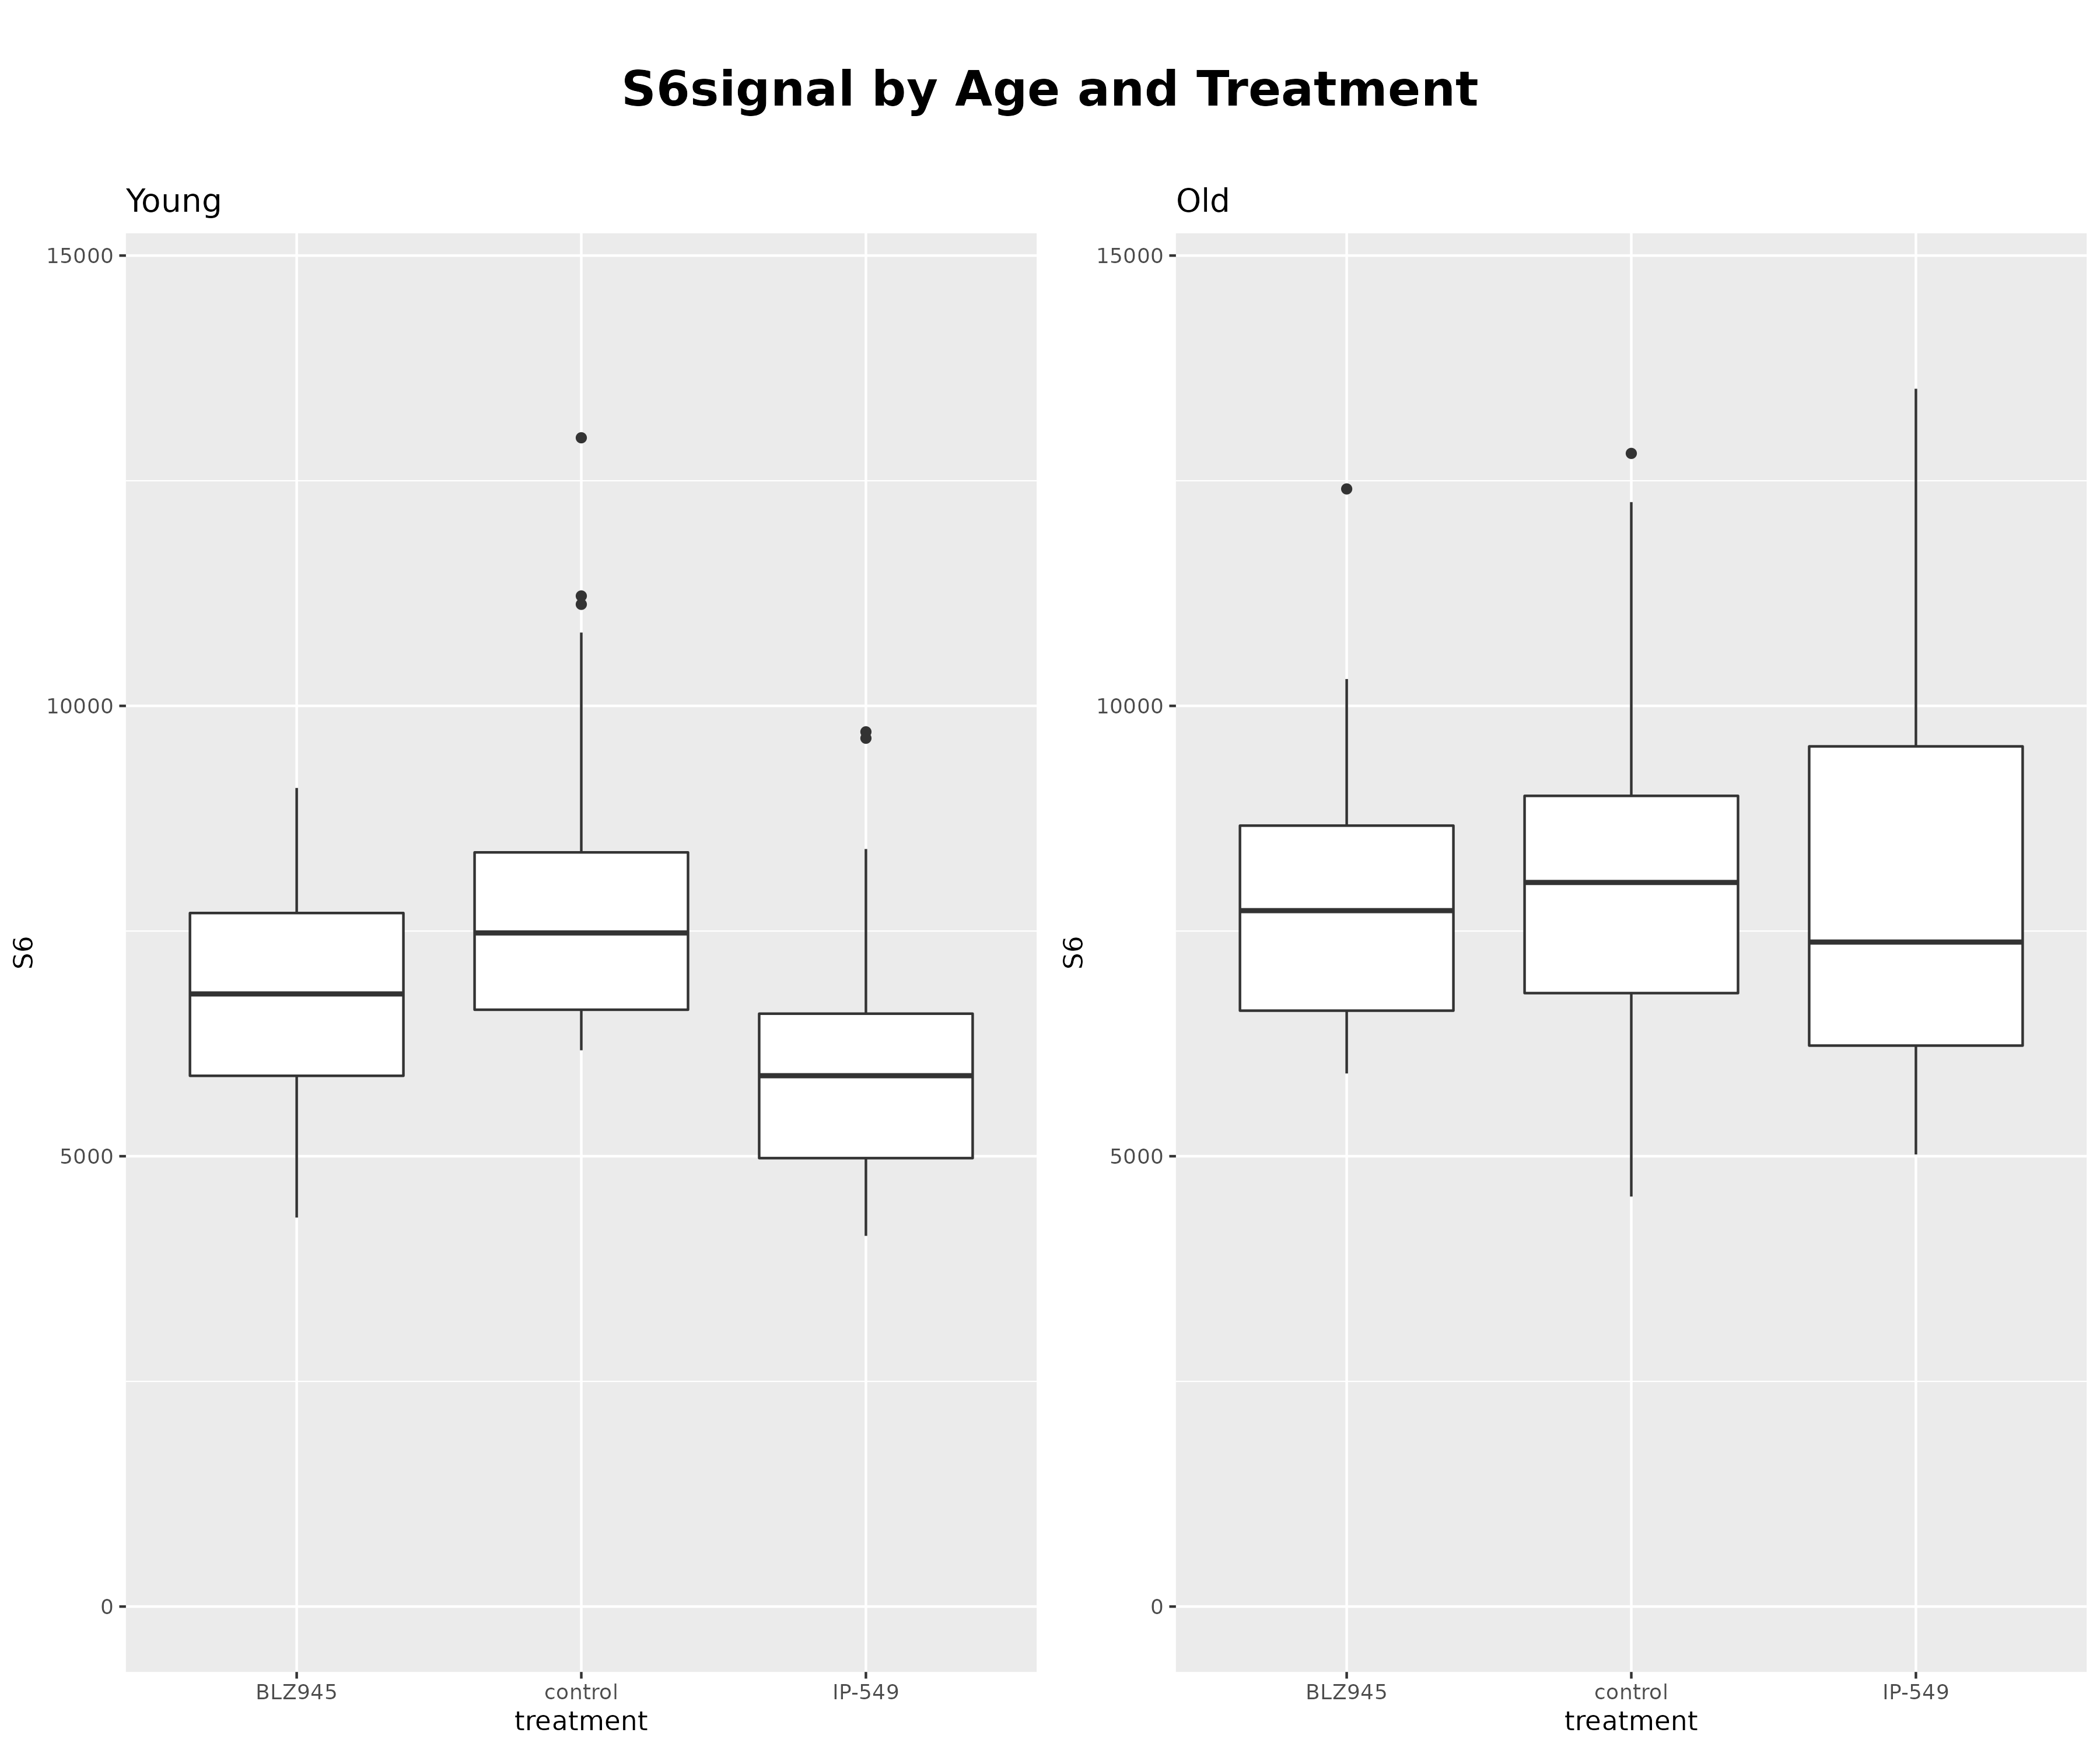 S6signal by Age and Treatment
Young
15000
10000
5000
0
S6
BLZ945
control
IP-549
treatment
Old
15000
10000
5000
0
S6
BLZ945
control
IP-549
treatment